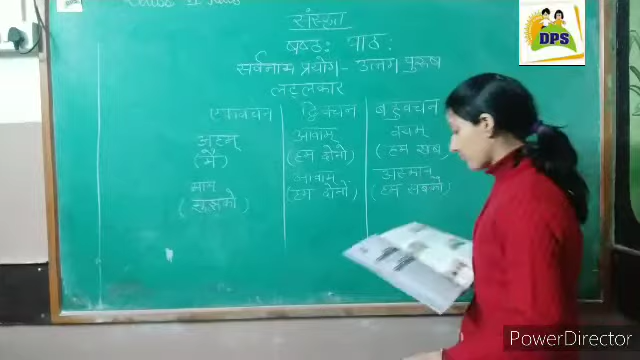 संस्कृत
षष्ठः पाठः
सर्वनाम प्रयोग - उत्तम पुरुष
लट्लकार
एकवचन द्विवचन बहुवचन
अहम् आवाम् वयम्
(मैं) (हम दोनों) (हम सब)
माम् आवाम् अस्मान्
(मुझको) (हम दोनों) (हम सबको)
DPS
PowerDirector